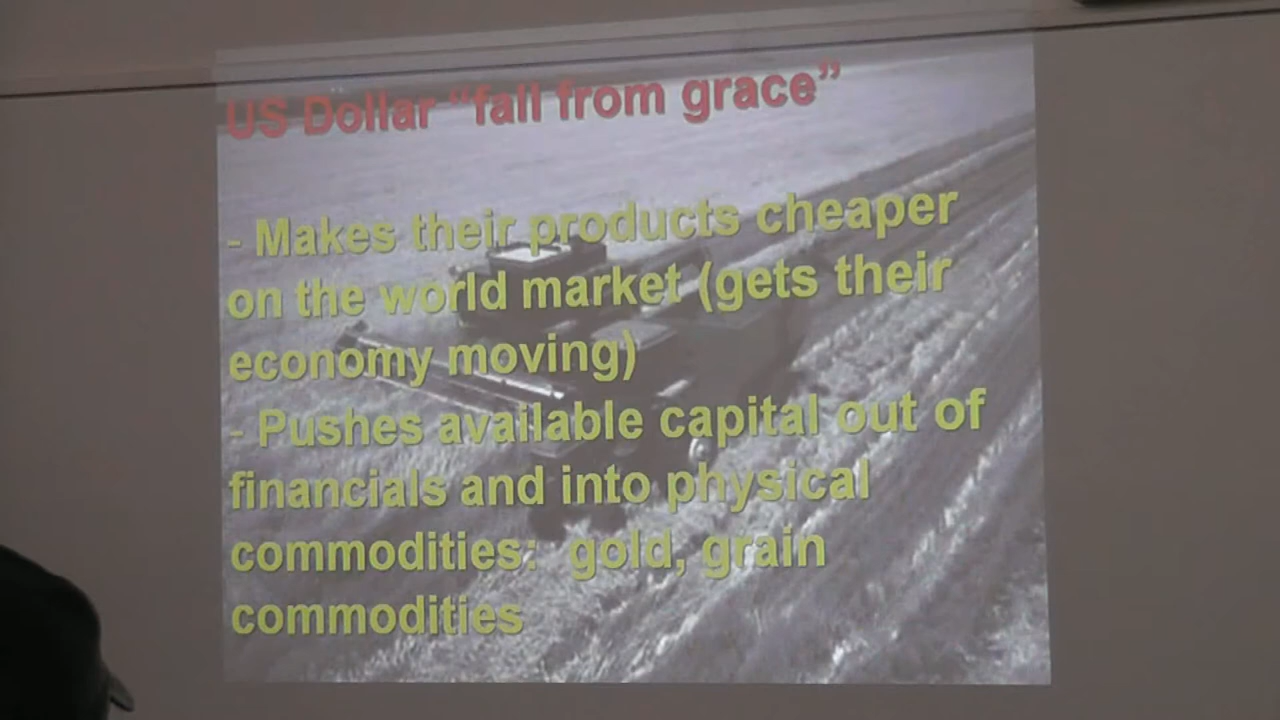 US Dollar “fall from grace”
- Makes their products cheaper
on the world market (gets their
economy moving)
- Pushes available capital out of
financials and into physical
commodities: gold, grain
commodities